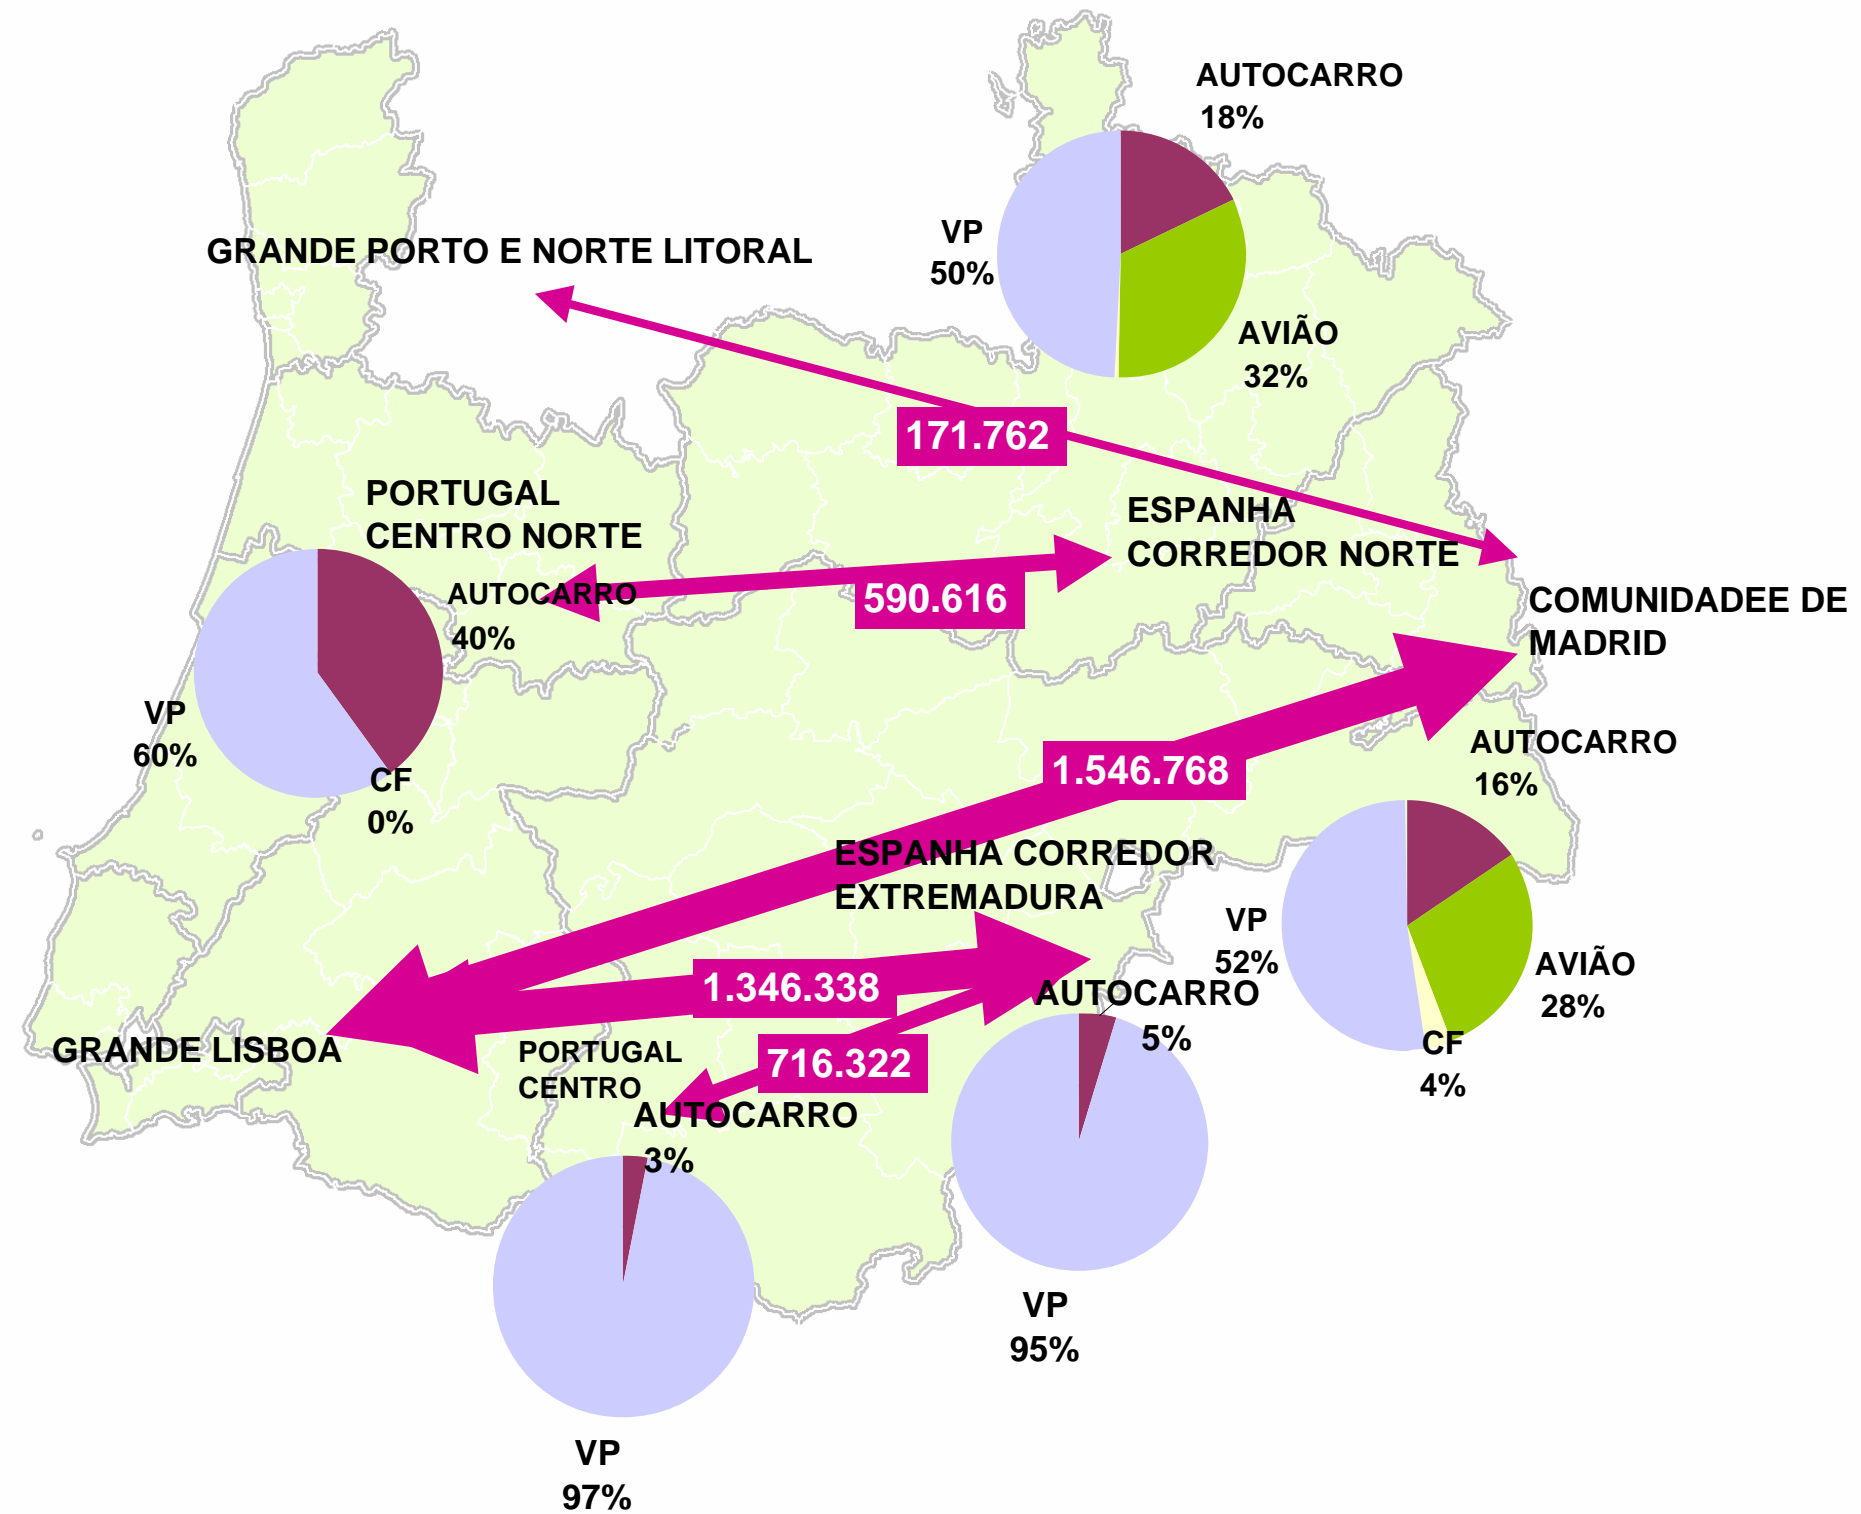 AUTOCARRO
18%
VP
50%
GRANDE PORTO E NORTE LITORAL
AVIÃO
32%
171.762
PORTUGAL
CENTRO NORTE
ESPANHA
CORREDOR NORTE
AUTOCARRO
40%
590.616
COMUNIDADEE DE
MADRID
VP
60%
CF
0%
1.546.768
AUTOCARRO
16%
ESPANHA CORREDOR
EXTREMADURA
VP
52%
AVIÃO
28%
CF
4%
1.346.338
AUTOCARRO
5%
GRANDE LISBOA
PORTUGAL
CENTRO
716.322
AUTOCARRO
3%
VP
95%
VP
97%